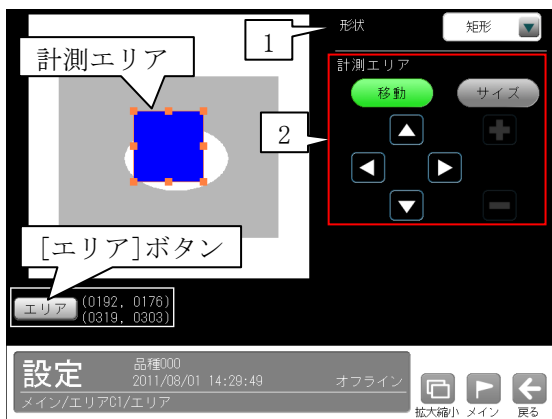 形状
矩形
1
計測エリア
計測エリア
移動
サイズ
2
[エリア]ボタン
エリア
(0192, 0176)
(0319, 0303)
設定
品種000
2011/08/01 14:29:49
オフライン
メイン/エリア01/エリア
拡大縮小
メイン
戻る